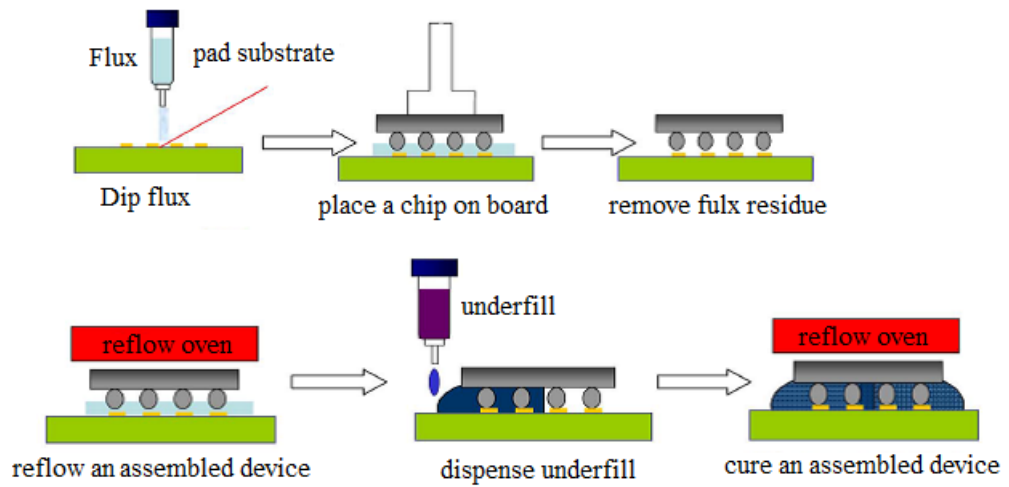 Flux
pad substrate
Dip flux
place a chip on board
remove fulx residue
underfill
reflow oven
reflow oven
reflow an assembled device
dispense underfill
cure an assembled device